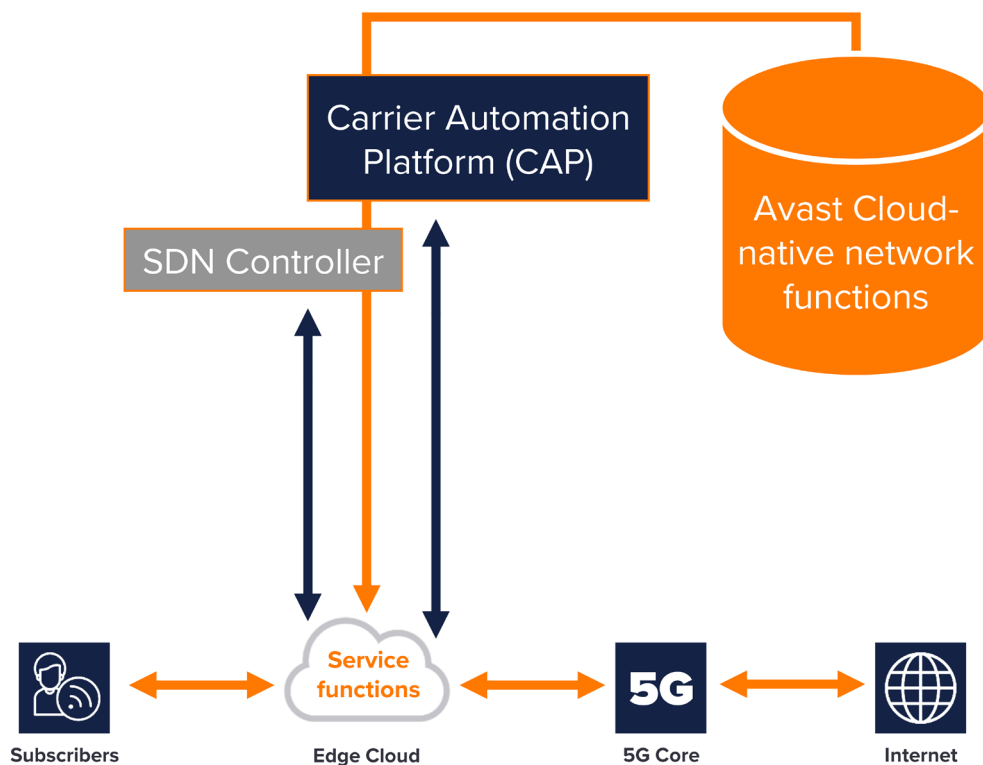 Carrier Automation
Platform (CAP)
Avast Cloud-
native network
functions
SDN Controller
Service
functions
5G
Subscribers
Edge Cloud
5G Core
Internet